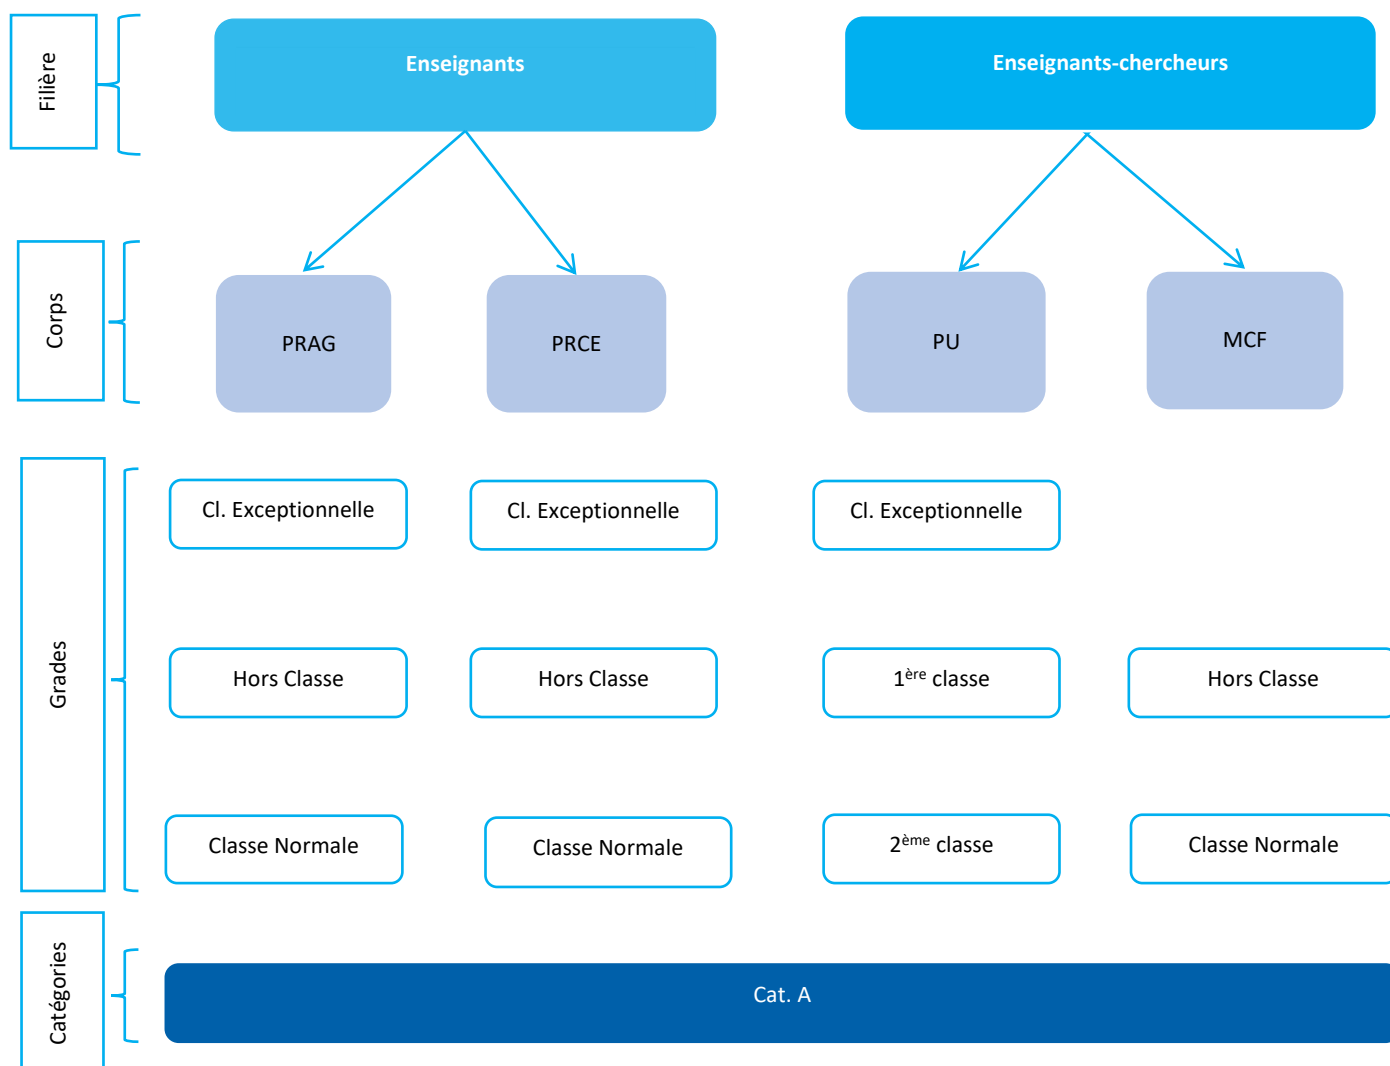 Filière
Enseignants
Enseignants-chercheurs
Corps
PRAG
PRCE
PU
MCF
Grades
Cl. Exceptionnelle
Cl. Exceptionnelle
Cl. Exceptionnelle
Hors Classe
Hors Classe
1ère classe
Hors Classe
Classe Normale
Classe Normale
2ème classe
Classe Normale
Catégories
Cat. A